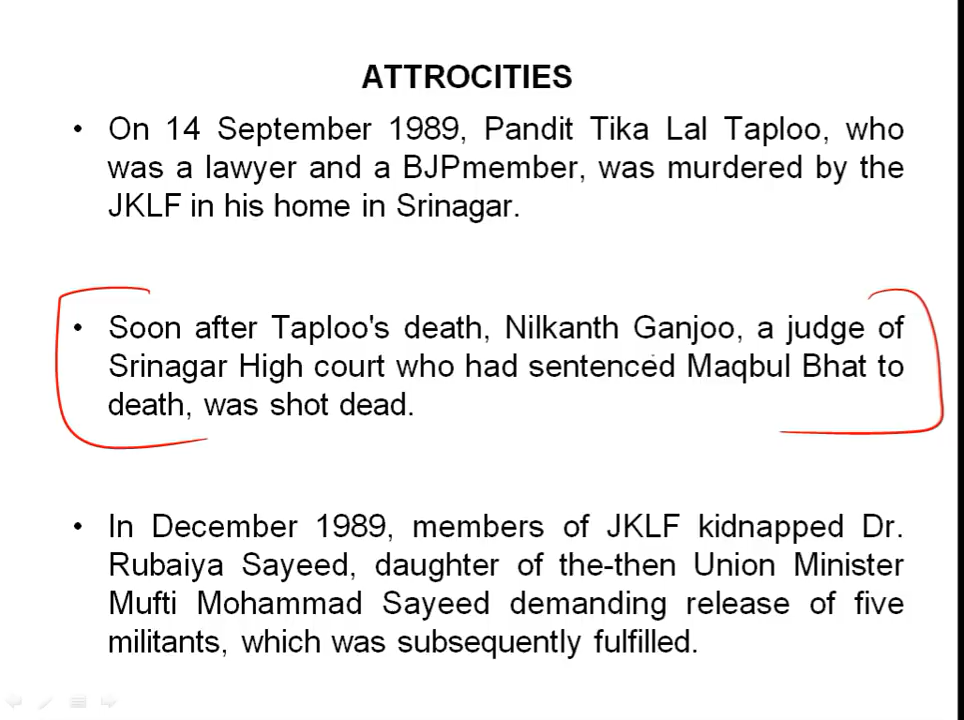 ATTROCITIES
• On 14 September 1989, Pandit Tika Lal Taploo, who
was a lawyer and a BJPmember, was murdered by the
JKLF in his home in Srinagar.
• Soon after Taploo's death, Nilkanth Ganjoo, a judge of
Srinagar High court who had sentenced Maqbul Bhat to
death, was shot dead.
• In December 1989, members of JKLF kidnapped Dr.
Rubaiya Sayeed, daughter of the-then Union Minister
Mufti Mohammad Sayeed demanding release of five
militants, which was subsequently fulfilled.